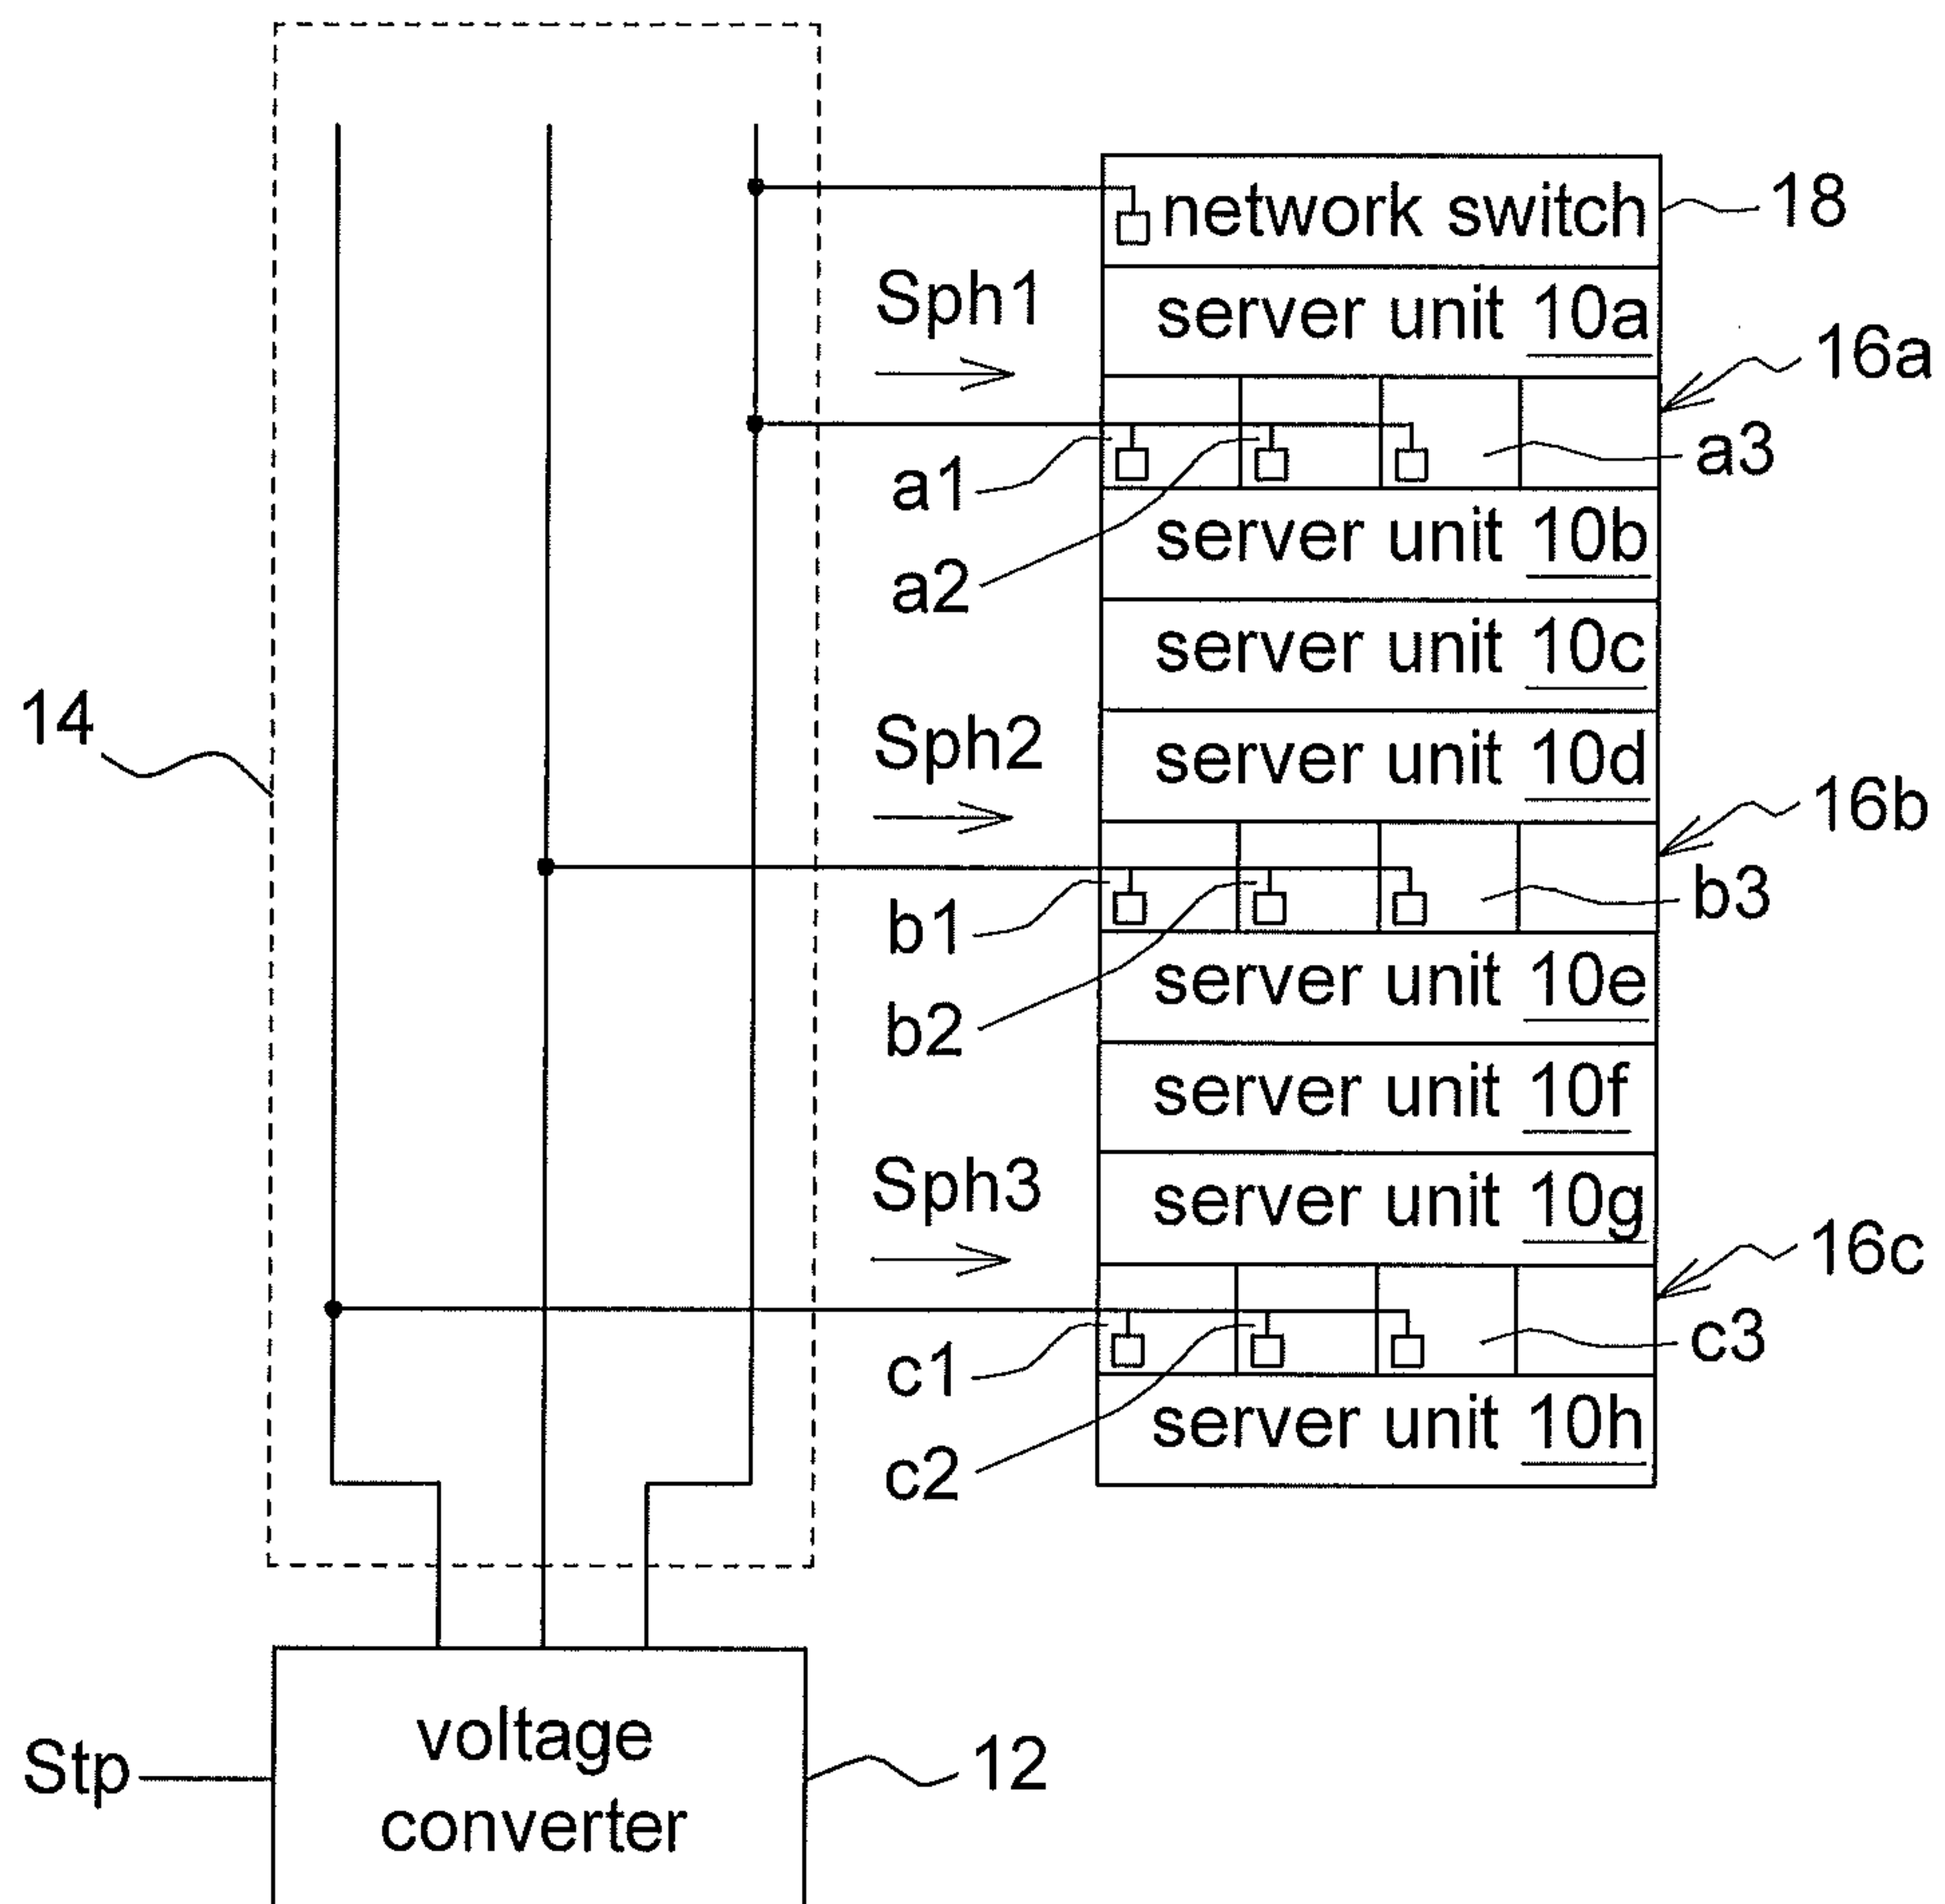 network switch
18
Sph1
server unit 10a
16a
a1
a3
server unit 10b
a2
server unit 10c
14
Sph2
server unit 10d
16b
b1
b3
server unit 10e
b2
server unit 10f
Sph3
server unit 10g
16c
c1
c3
server unit 10h
c2
voltage
converter
Stp
12